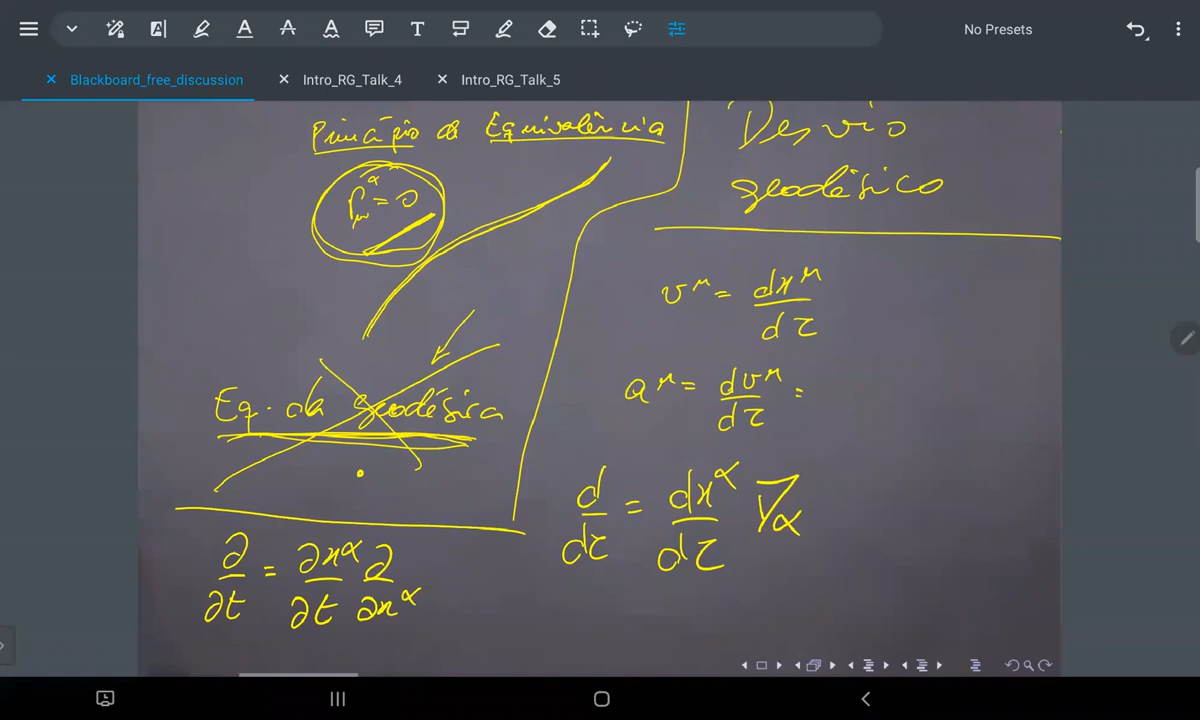 No Presets
Blackboard_free_discussion
Intro_RG_Talk_4
Intro_RG_Talk_5
Princípio de Equivalência
Γ^α_μν = 0
Eq. da geodésica
∂/∂t = ∂x^α/∂t ∂/∂x^α
Desvio
geodésico
v^μ = dx^μ/dτ
a^μ = dv^μ/dτ =
d/dτ = dx^α/dτ ∇_α